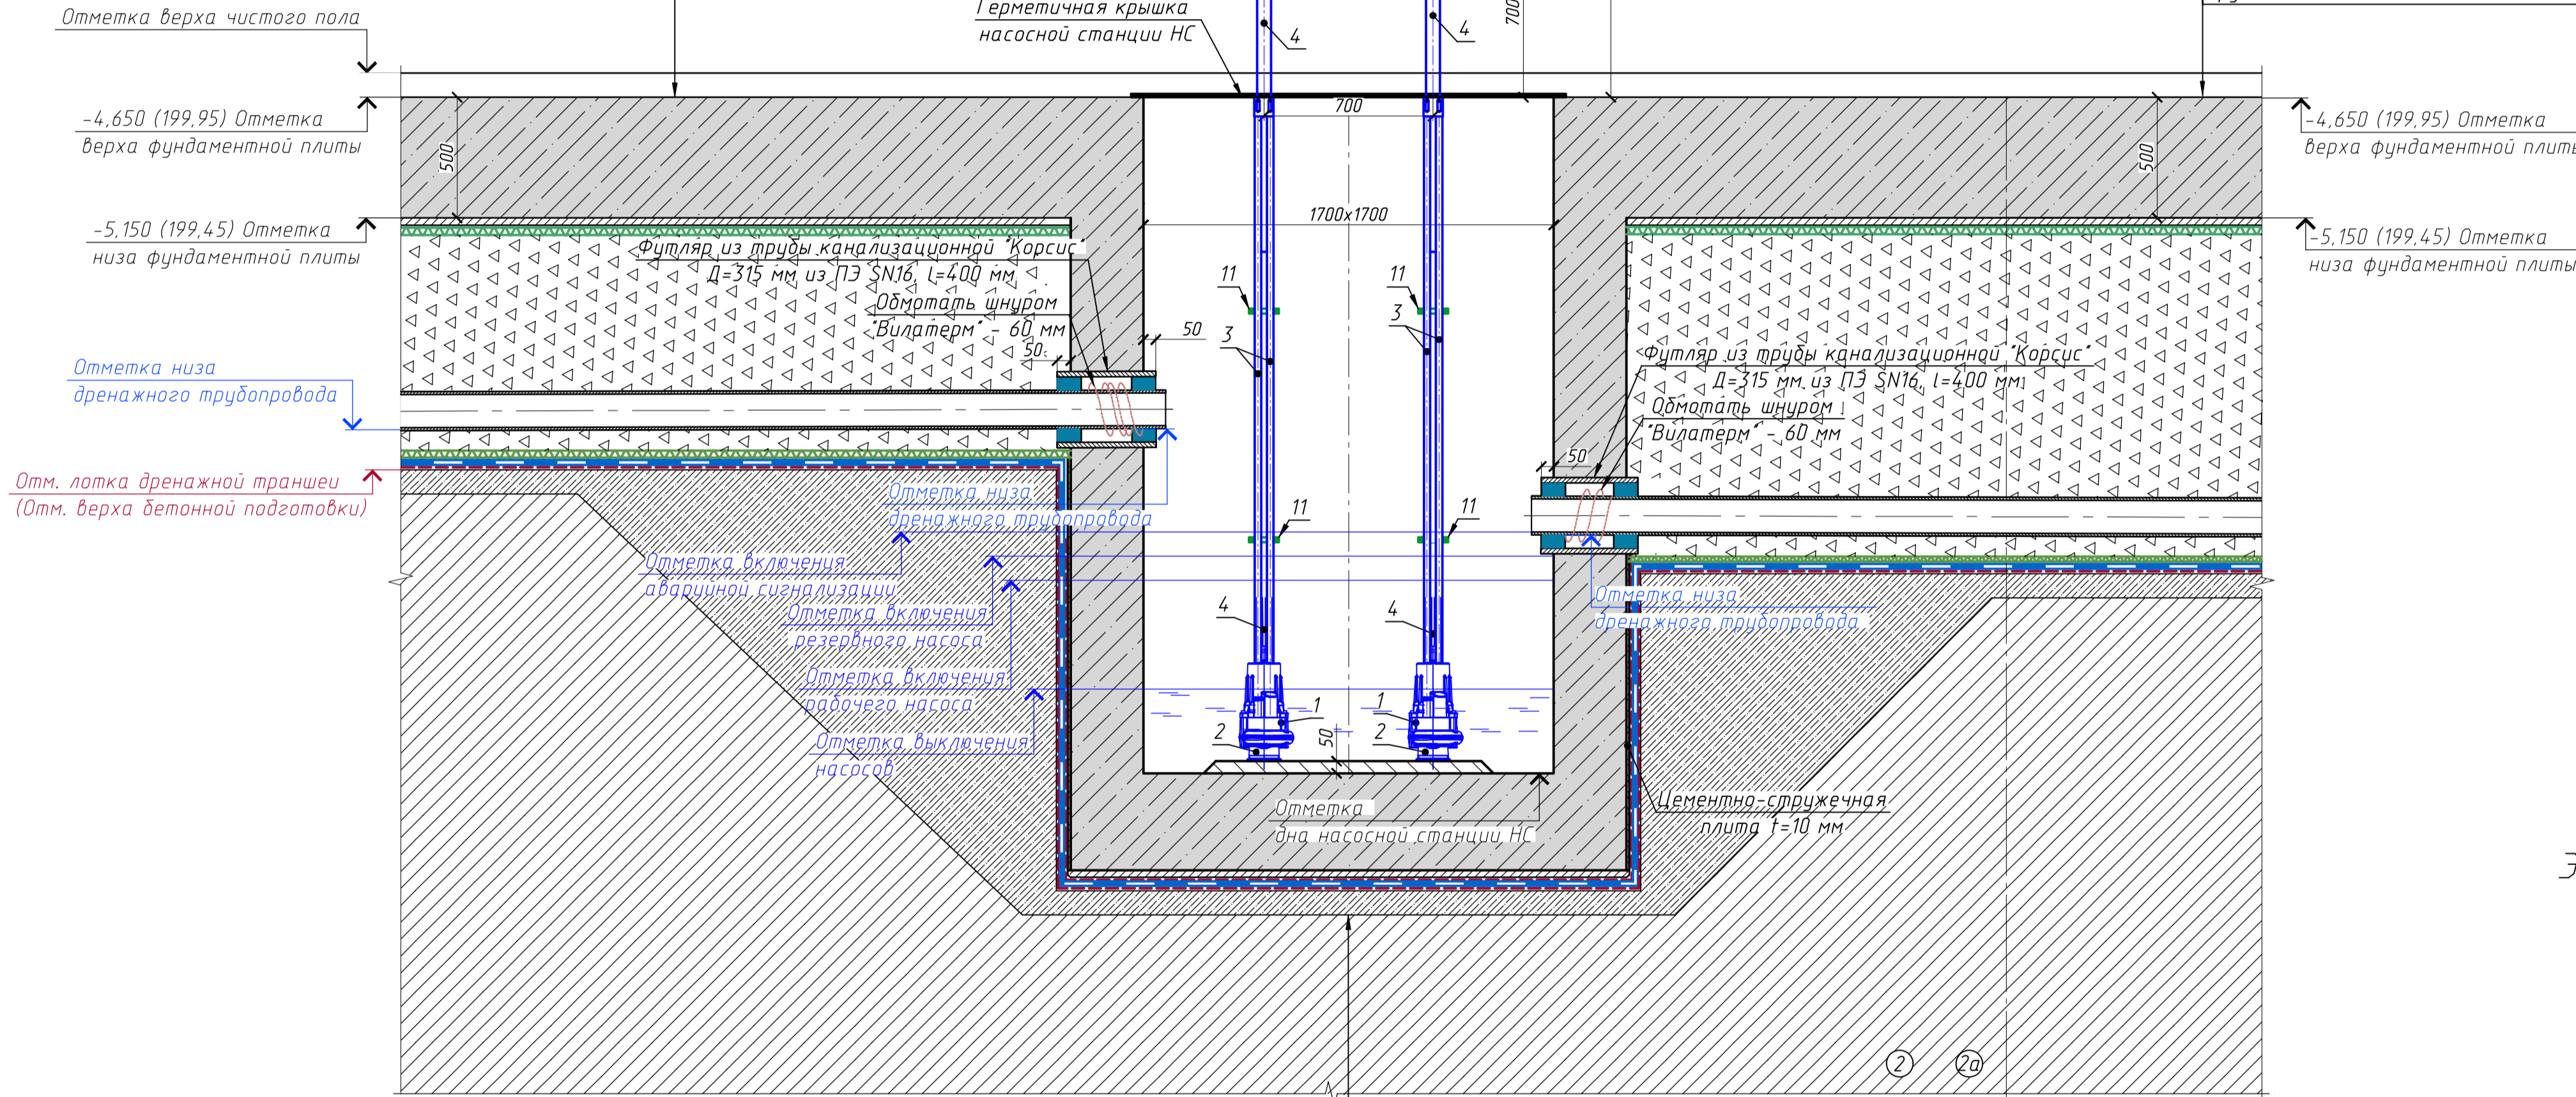 Отметка верха чистого пола
Герметичная крышка
насосной станции НС
4
4
700
-4,650 (199,95) Отметка
верха фундаментной плиты
500
700
500
-4,650 (199,95) Отметка
верха фундаментной плиты
-5,150 (199,45) Отметка
низа фундаментной плиты
1700х1700
-5,150 (199,45) Отметка
низа фундаментной плиты
Футляр из трубы канализационной "Корсис"
Д=315 мм из ПЭ SN16, l=400 мм
Обмотать шнуром
"Вилатерм" - 60 мм
50
50
11
11
3
3
Футляр из трубы канализационной "Корсис"
Д=315 мм из ПЭ SN16, l=400 мм
Обмотать шнуром
"Вилатерм" - 60 мм
50
Отметка низа
дренажного трубопровода
Отм. лотка дренажной траншеи
(Отм. верха бетонной подготовки)
Отметка низа
дренажного трубопровода
11
11
Отметка включения
аварийной сигнализации
Отметка включения
резервного насоса
Отметка включения
рабочего насоса
Отметка выключения
насосов
4
4
Отметка низа
дренажного трубопровода
1
1
2
2
50
Отметка
дна насосной станции НС
Цементно-стружечная
плита t=10 мм
2
2а